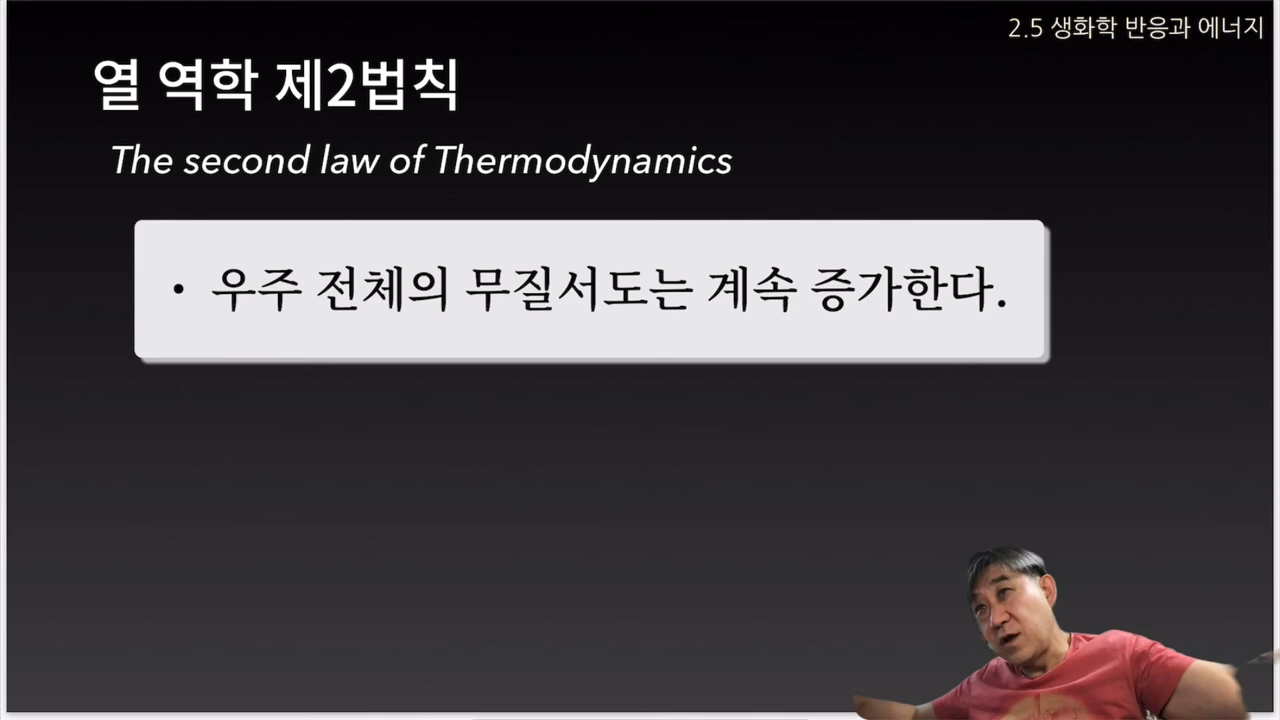 2.5 생화학 반응과 에너지
열 역학 제2법칙
The second law of Thermodynamics
• 우주 전체의 무질서도는 계속 증가한다.